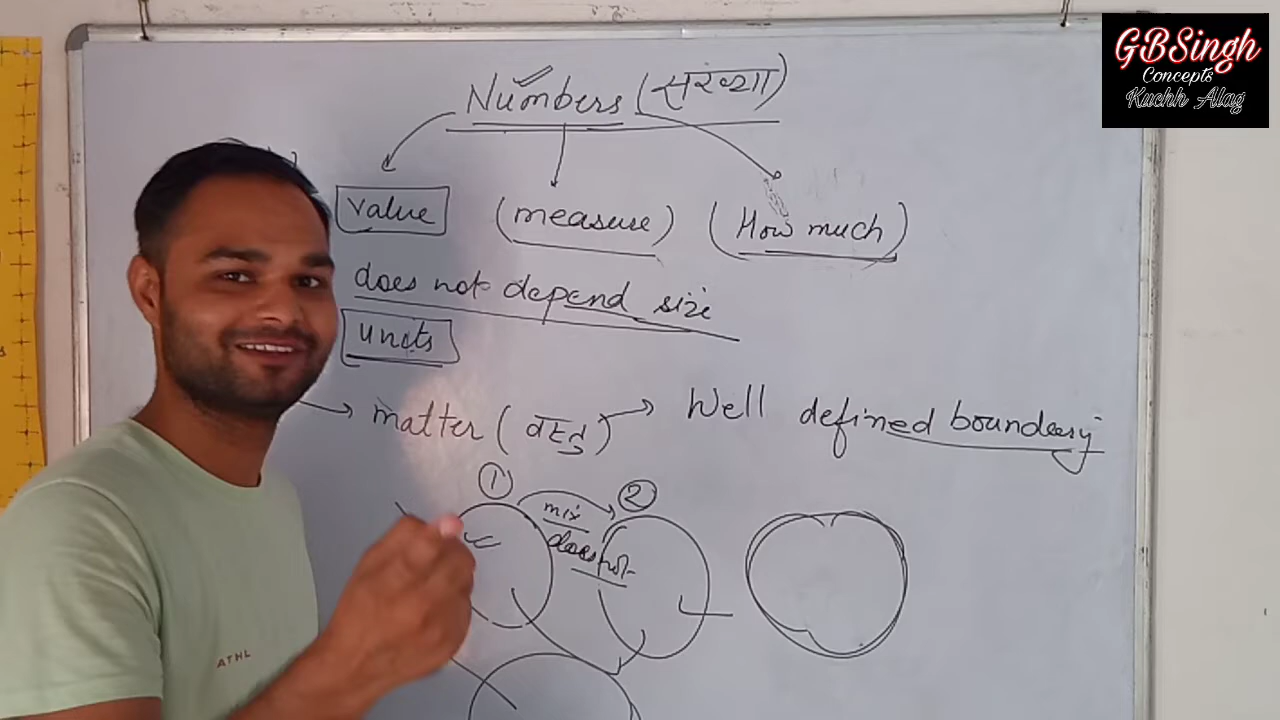 GBSingh
Concepts
Kuchh Alag
Numbers (संख्या)
value (measure) (How much)
does not depend size
units
matter (वस्तु) Well defined boundary
① ②
mix
does not
ATHL